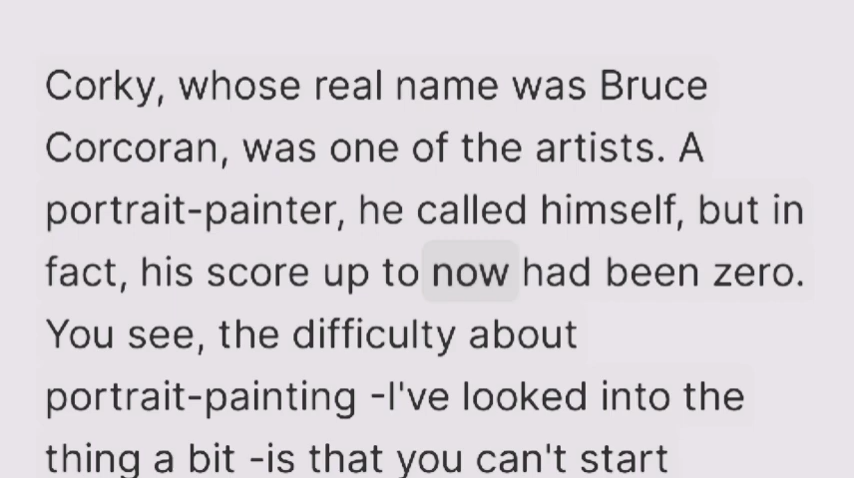 Corky, whose real name was Bruce
Corcoran, was one of the artists. A
portrait-painter, he called himself, but in
fact, his score up to now had been zero.
You see, the difficulty about
portrait-painting -I've looked into the
thing a bit -is that you can't start